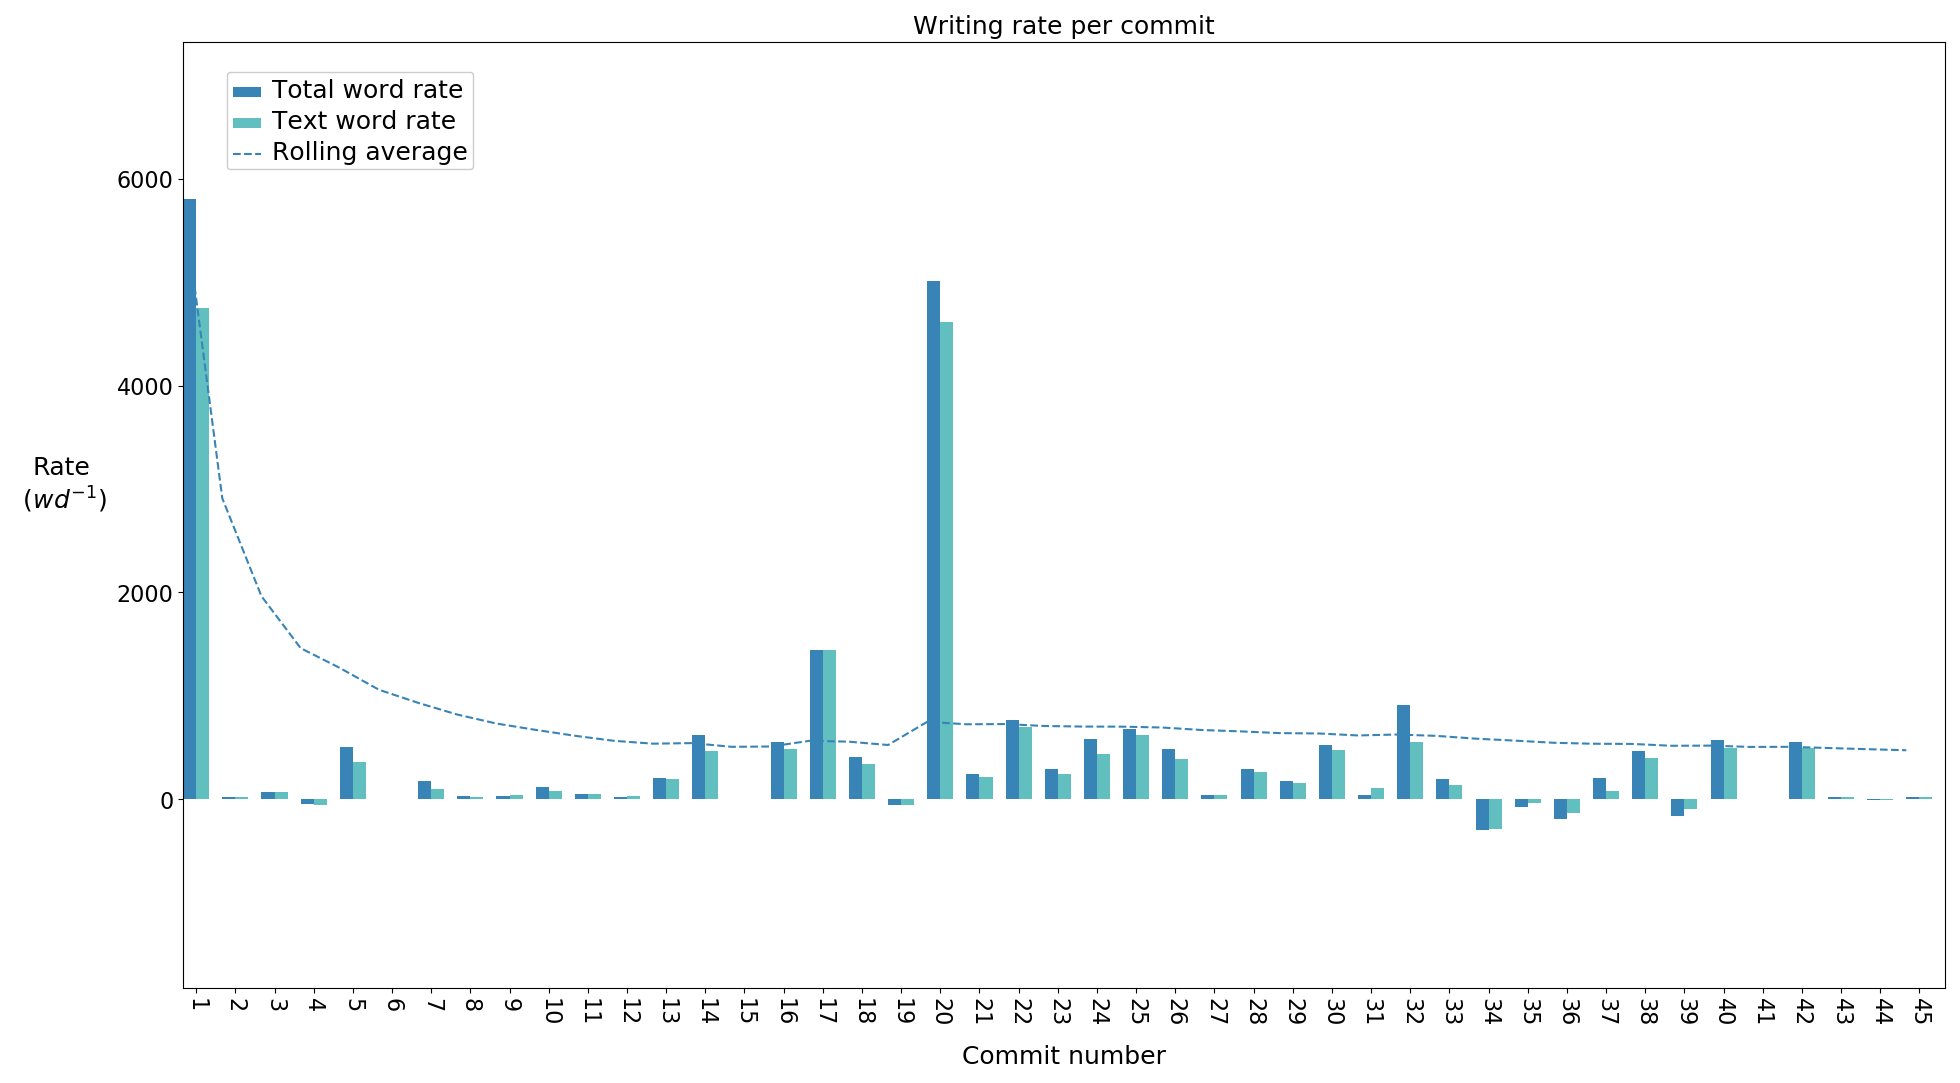 Writing rate per commit
Total word rate
Text word rate
Rolling average
6000
4000
2000
0
Rate
(wd⁻¹)
1 2 3 4 5 6 7 8 9 10 11 12 13 14 15 16 17 18 19 20 21 22 23 24 25 26 27 28 29 30 31 32 33 34 35 36 37 38 39 40 41 42 43 44 45
Commit number